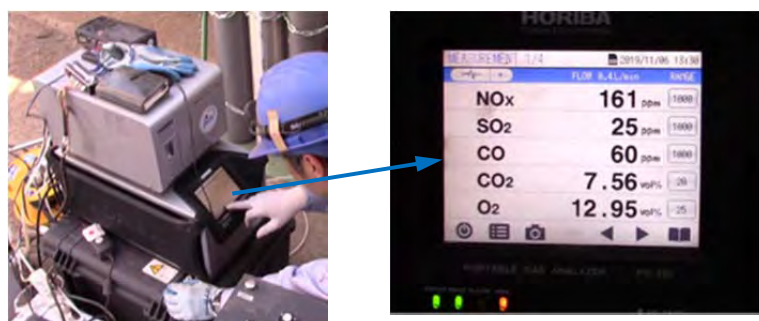 HORIBA
MEASUREMENT 1/4 2019/11/06 13:30
FLOW 0.4L/min RANGE
NOx 161 ppm 1000
SO2 25 ppm 1000
CO 60 ppm 1000
CO2 7.56 vol% 20
O2 12.95 vol% 25
PORTABLE GAS ANALYZER